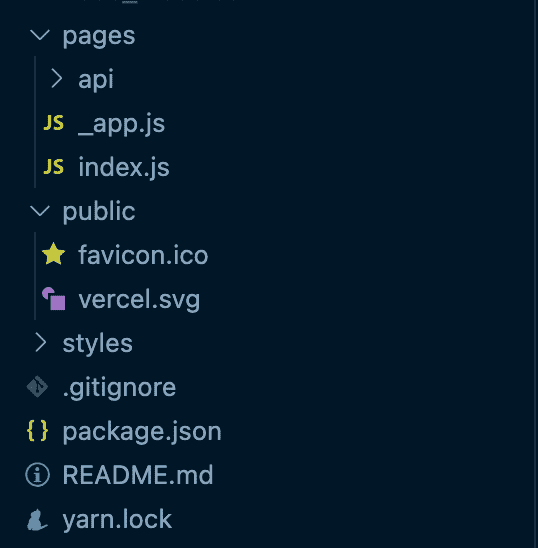 pages
api
JS _app.js
JS index.js
public
favicon.ico
vercel.svg
styles
.gitignore
{} package.json
README.md
yarn.lock